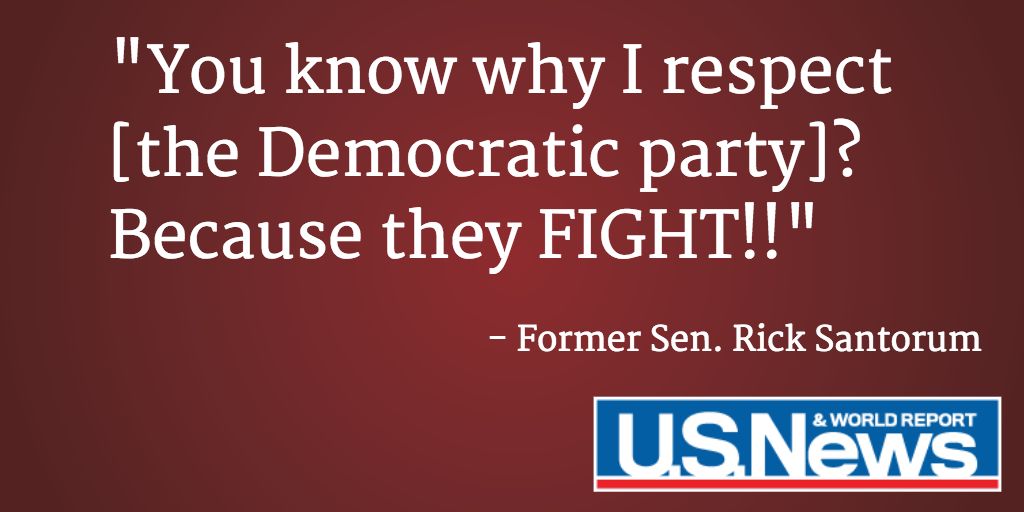 "You know why I respect
[the Democratic party]?
Because they FIGHT!!"
- Former Sen. Rick Santorum
U.S.News & WORLD REPORT